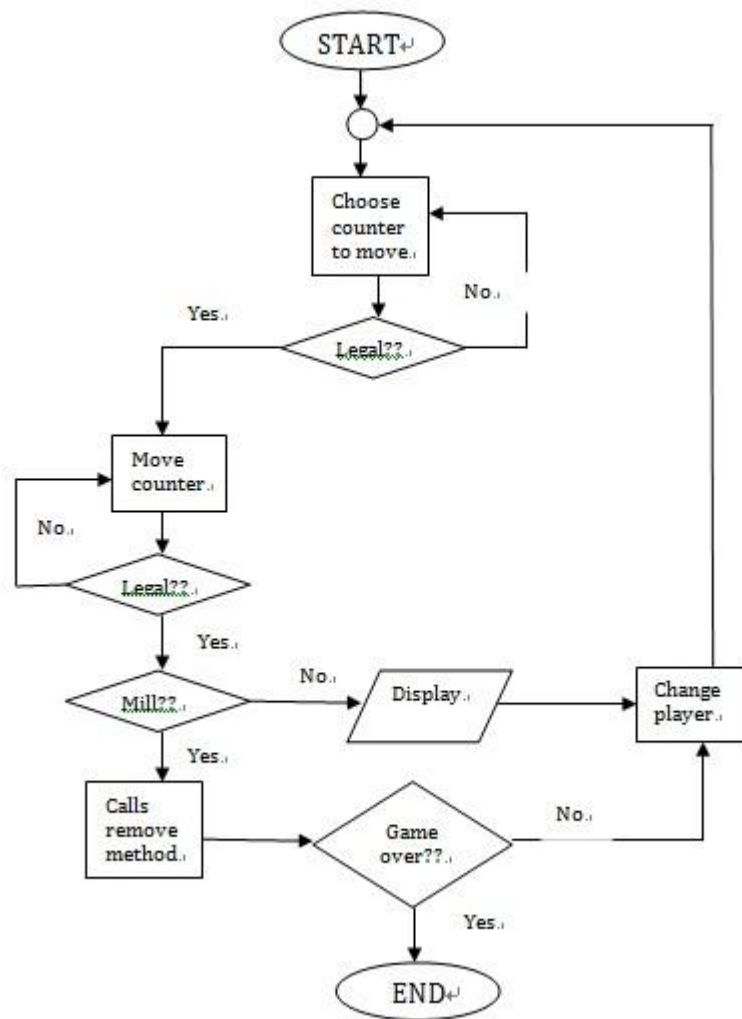 START
Choose
counter
to move.
No.
Yes.
Legal??.
Move
counter.
No.
Legal??.
Yes.
No.
Display.
Change
player.
Mill??.
Yes.
Calls
remove
method.
Game
over??.
No.
Yes.
END